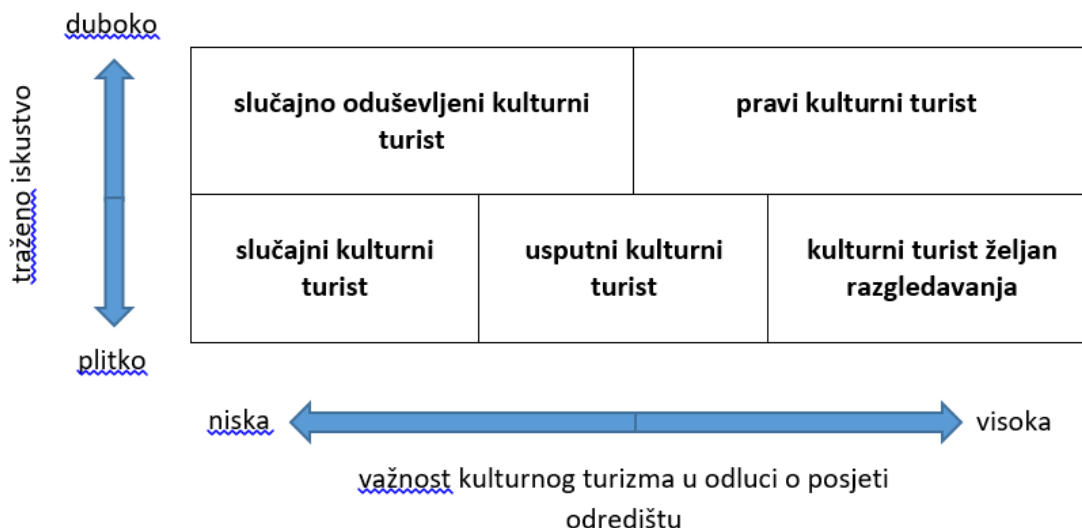 duboko
traženo iskustvo
slučajno oduševljeni kulturni
turist
pravi kulturni turist
slučajni kulturni
turist
usputni kulturni
turist
kulturni turist željan
razgledavanja
plitko
niska
visoka
važnost kulturnog turizma u odluci o posjeti
odredištu